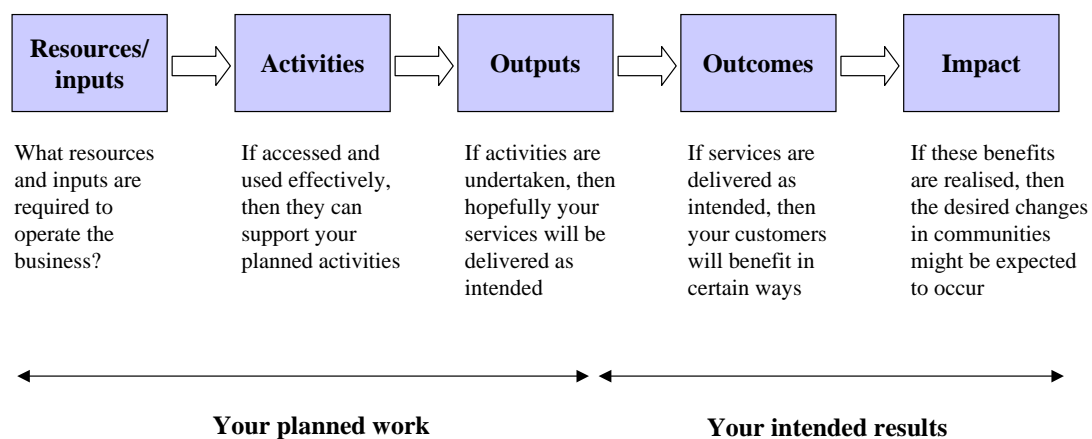 Resources/
inputs
Activities
Outputs
Outcomes
Impact
What resources
and inputs are
required to
operate the
business?
If accessed and
used effectively,
then they can
support your
planned activities
If activities are
undertaken, then
hopefully your
services will be
delivered as
intended
If services are
delivered as
intended, then
your customers
will benefit in
certain ways
If these benefits
are realised, then
the desired changes
in communities
might be expected
to occur
Your planned work
Your intended results